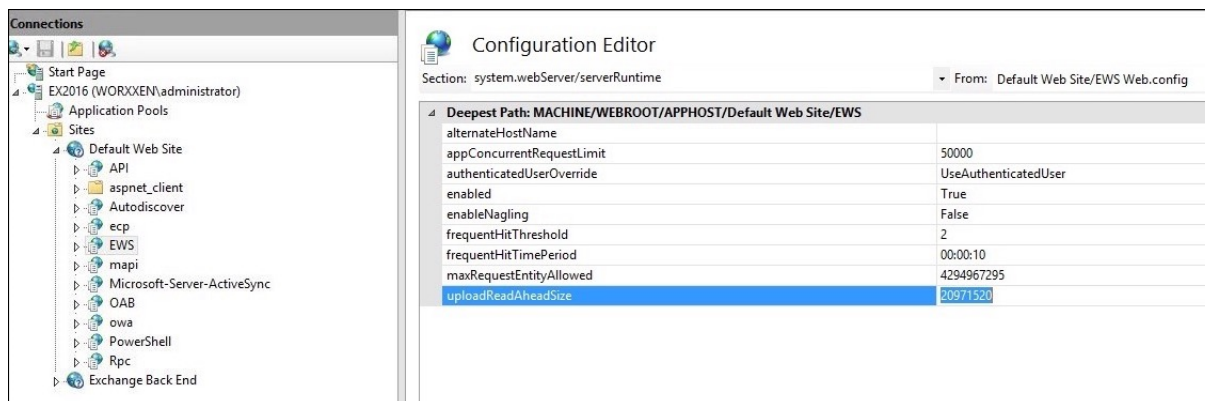 Connections
Start Page
EX2016 (WORXXEN\administrator)
Application Pools
Sites
Default Web Site
API
aspnet_client
Autodiscover
ecp
EWS
mapi
Microsoft-Server-ActiveSync
OAB
owa
PowerShell
Rpc
Exchange Back End
Configuration Editor
Section: system.webServer/serverRuntime From: Default Web Site/EWS Web.config
Deepest Path: MACHINE/WEBROOT/APPHOST/Default Web Site/EWS
alternateHostName
appConcurrentRequestLimit 50000
authenticatedUserOverride UseAuthenticatedUser
enabled True
enableNagling False
frequentHitThreshold 2
frequentHitTimePeriod 00:00:10
maxRequestEntityAllowed 4294967295
uploadReadAheadSize 20971520